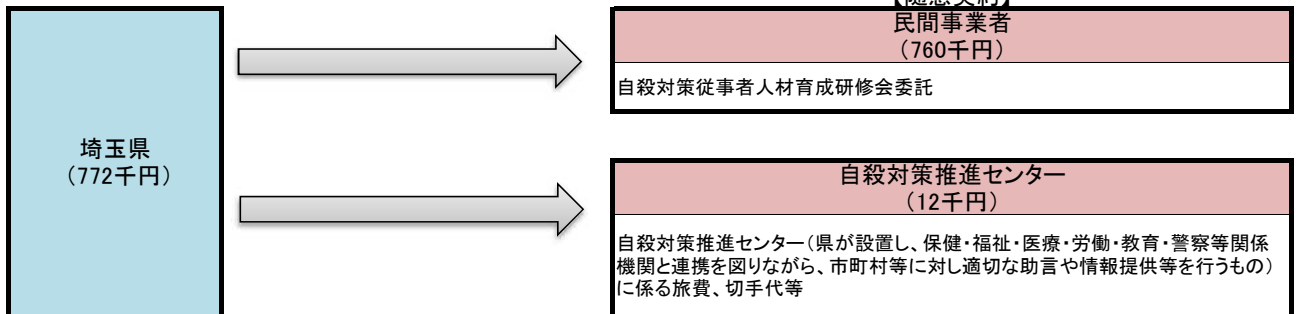 【随意契約】
民間事業者
（760千円）
自殺対策従事者人材育成研修会委託
埼玉県
（772千円）
自殺対策推進センター
（12千円）
自殺対策推進センター（県が設置し、保健・福祉・医療・労働・教育・警察等関係
機関と連携を図りながら、市町村等に対し適切な助言や情報提供等を行うもの）
に係る旅費、切手代等